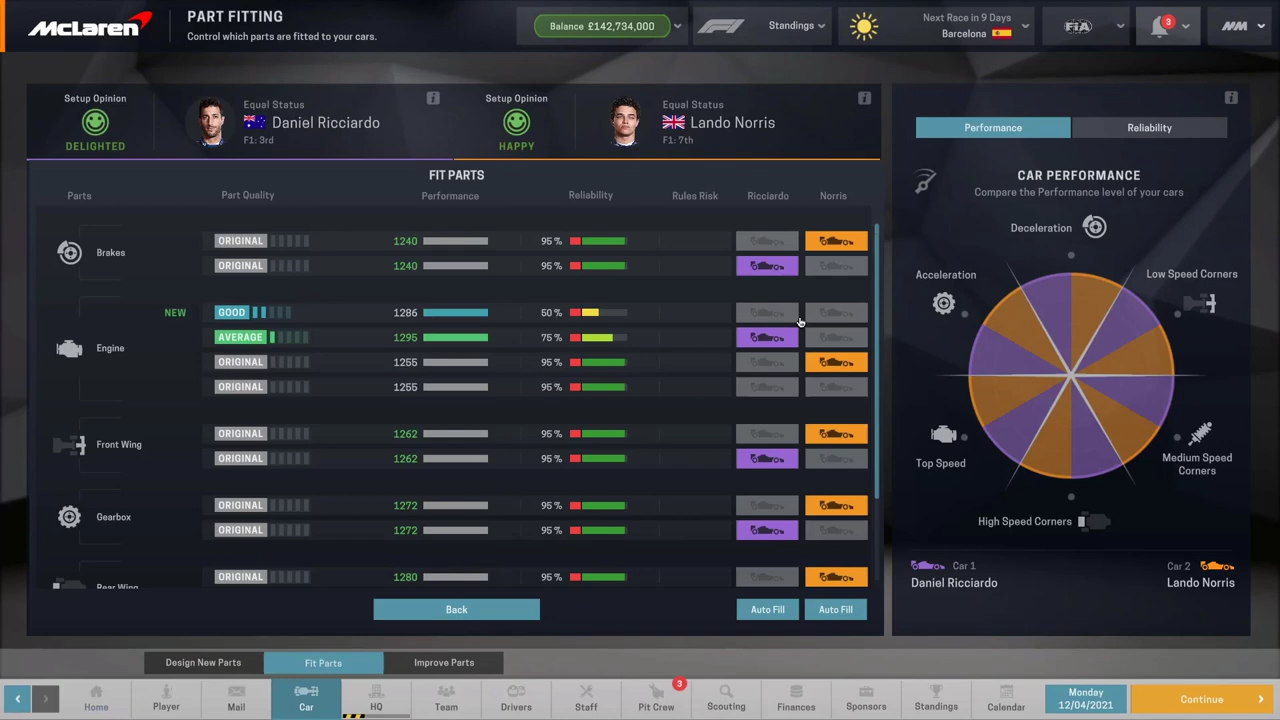 McLaren
PART FITTING
Control which parts are fitted to your cars.
Balance £142,734,000
F1
Standings
Next Race in 9 Days
Barcelona
FIA
3
MM
Setup Opinion
DELIGHTED
Equal Status
Daniel Ricciardo
F1: 3rd
i
Setup Opinion
HAPPY
Equal Status
Lando Norris
F1: 7th
i
FIT PARTS
Parts Part Quality Performance Reliability Rules Risk Ricciardo Norris
Brakes
ORIGINAL 1240 95 %
ORIGINAL 1240 95 %
Engine
NEW GOOD 1286 50 %
AVERAGE 1295 75 %
ORIGINAL 1255 95 %
ORIGINAL 1255 95 %
Front Wing
ORIGINAL 1262 95 %
ORIGINAL 1262 95 %
Gearbox
ORIGINAL 1272 95 %
ORIGINAL 1272 95 %
Rear Wing
ORIGINAL 1280 95 %
Back
Auto Fill
Auto Fill
i
Performance
Reliability
CAR PERFORMANCE
Compare the Performance level of your cars
Deceleration
Acceleration
Low Speed Corners
Top Speed
Medium Speed
Corners
High Speed Corners
Car 1
Daniel Ricciardo
Car 2
Lando Norris
Design New Parts
Fit Parts
Improve Parts
Home
Player
Mail
Car
HQ
Team
Drivers
Staff
3
Pit Crew
Scouting
Finances
Sponsors
Standings
Calendar
Monday
12/04/2021
Continue